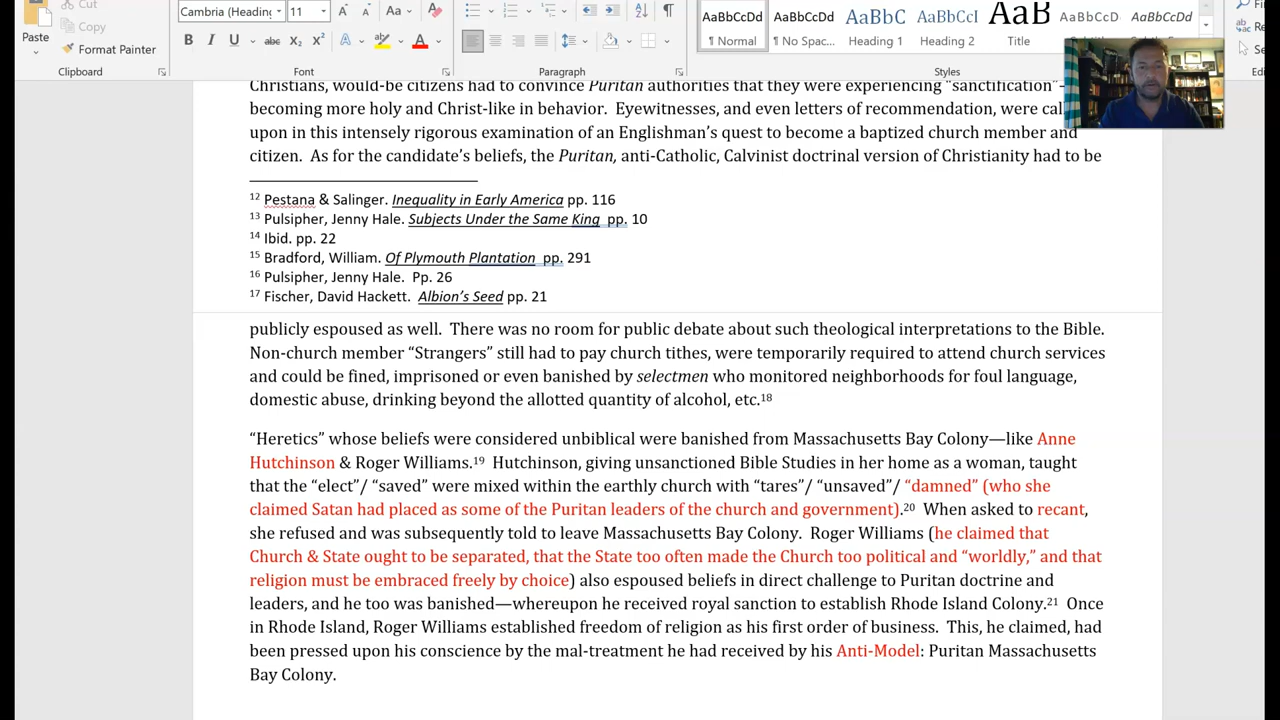 Cut
Cambria (Heading
11
Aa
Copy
Paste
Format Painter
B I U abc X₂ X² A
Clipboard
Font
Paragraph
AaBbCcDd
¶ Normal
AaBbCcDd
¶ No Spac...
AaBbC
Heading 1
AaBbCcI
Heading 2
AaB
Title
AaBbCcDd
AaBbCcDd
Styles
Christians, would-be citizens had to convince Puritan authorities that they were experiencing “sanctification”
becoming more holy and Christ-like in behavior. Eyewitnesses, and even letters of recommendation, were
upon in this intensely rigorous examination of an Englishman’s quest to become a baptized church member and
citizen. As for the candidate’s beliefs, the Puritan, anti-Catholic, Calvinist doctrinal version of Christianity had to be
12 Pestana & Salinger. Inequality in Early America pp. 116
13 Pulsipher, Jenny Hale. Subjects Under the Same King pp. 10
14 Ibid. pp. 22
15 Bradford, William. Of Plymouth Plantation pp. 291
16 Pulsipher, Jenny Hale. Pp. 26
17 Fischer, David Hackett. Albion’s Seed pp. 21
publicly espoused as well. There was no room for public debate about such theological interpretations to the Bible.
Non-church member “Strangers” still had to pay church tithes, were temporarily required to attend church services
and could be fined, imprisoned or even banished by selectmen who monitored neighborhoods for foul language,
domestic abuse, drinking beyond the allotted quantity of alcohol, etc.18
“Heretics” whose beliefs were considered unbiblical were banished from Massachusetts Bay Colony—like Anne
Hutchinson & Roger Williams.19 Hutchinson, giving unsanctioned Bible Studies in her home as a woman, taught
that the “elect”/ “saved” were mixed within the earthly church with “tares”/ “unsaved”/ “damned” (who she
claimed Satan had placed as some of the Puritan leaders of the church and government).20 When asked to recant,
she refused and was subsequently told to leave Massachusetts Bay Colony. Roger Williams (he claimed that
Church & State ought to be separated, that the State too often made the Church too political and “worldly,” and that
religion must be embraced freely by choice) also espoused beliefs in direct challenge to Puritan doctrine and
leaders, and he too was banished—whereupon he received royal sanction to establish Rhode Island Colony.21 Once
in Rhode Island, Roger Williams established freedom of religion as his first order of business. This, he claimed, had
been pressed upon his conscience by the mal-treatment he had received by his Anti-Model: Puritan Massachusetts
Bay Colony.